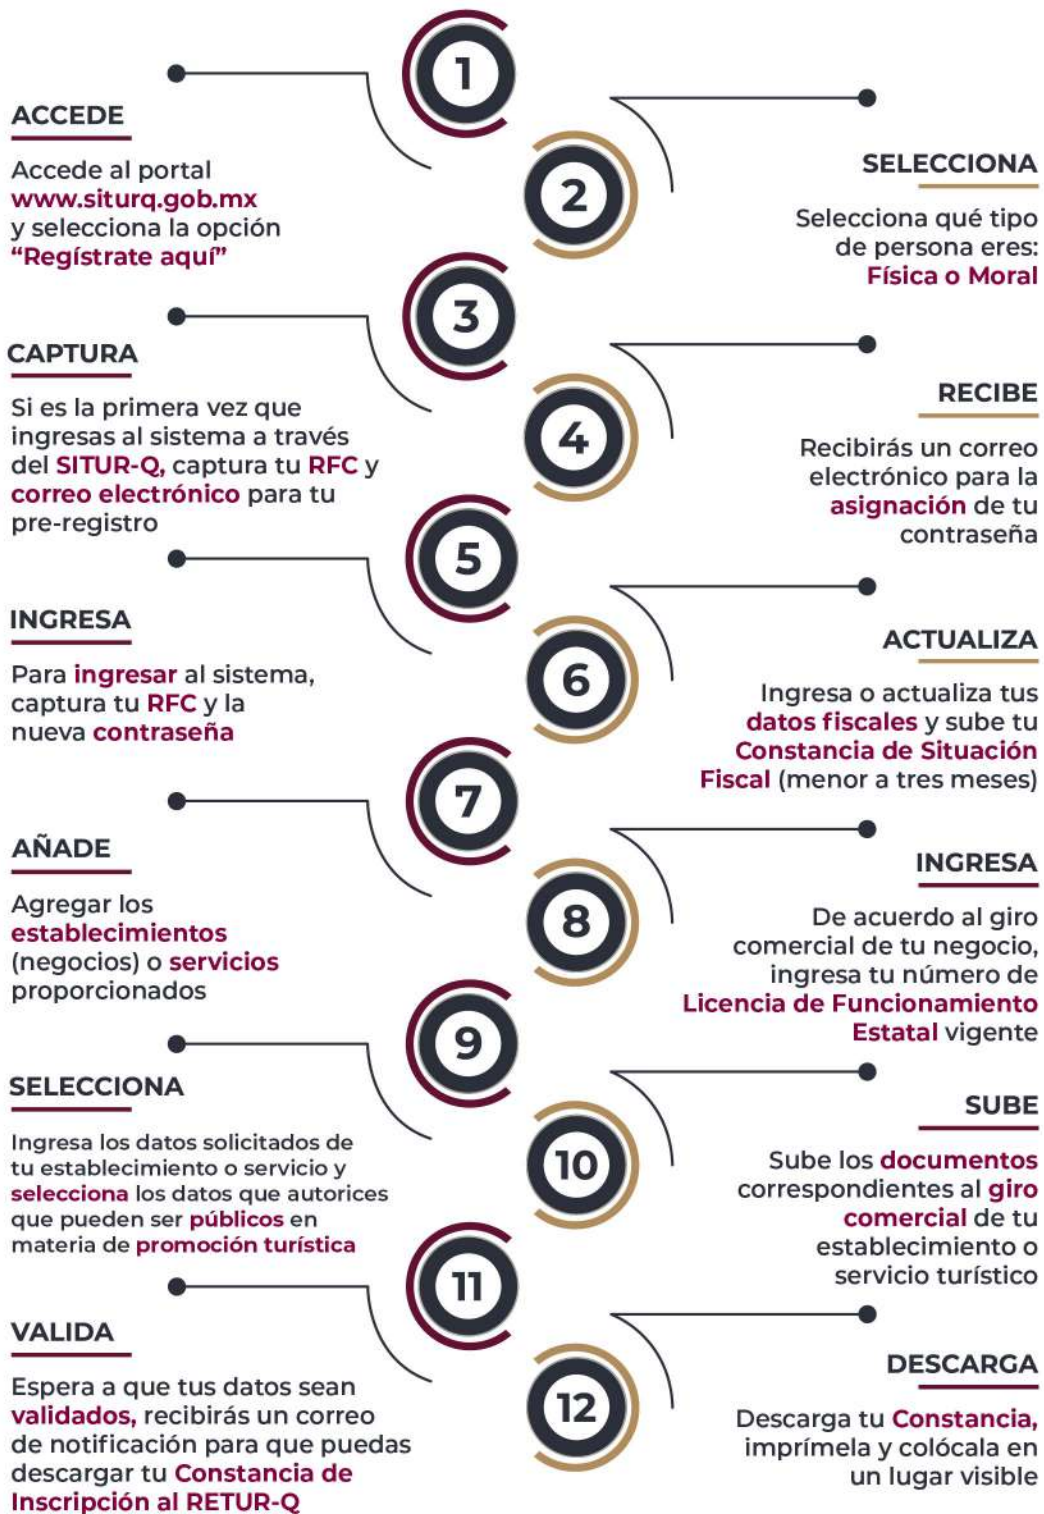 1
ACCEDE
Accede al portal
www.siturq.gob.mx
y selecciona la opción
“Regístrate aquí”
2
SELECCIONA
Selecciona qué tipo
de persona eres:
Física o Moral
3
CAPTURA
Si es la primera vez que
ingresas al sistema a través
del SITUR-Q, captura tu RFC y
correo electrónico para tu
pre-registro
4
RECIBE
Recibirás un correo
electrónico para la
asignación de tu
contraseña
5
INGRESA
Para ingresar al sistema,
captura tu RFC y la
nueva contraseña
6
ACTUALIZA
Ingresa o actualiza tus
datos fiscales y sube tu
Constancia de Situación
Fiscal (menor a tres meses)
7
AÑADE
Agregar los
establecimientos
(negocios) o servicios
proporcionados
8
INGRESA
De acuerdo al giro
comercial de tu negocio,
ingresa tu número de
Licencia de Funcionamiento
Estatal vigente
9
SELECCIONA
Ingresa los datos solicitados de
tu establecimiento o servicio y
selecciona los datos que autorices
que pueden ser públicos en
materia de promoción turística
10
SUBE
Sube los documentos
correspondientes al giro
comercial de tu
establecimiento o
servicio turístico
11
VALIDA
Espera a que tus datos sean
validados, recibirás un correo
de notificación para que puedas
descargar tu Constancia de
Inscripción al RETUR-Q
12
DESCARGA
Descarga tu Constancia,
imprímela y colócala en
un lugar visible